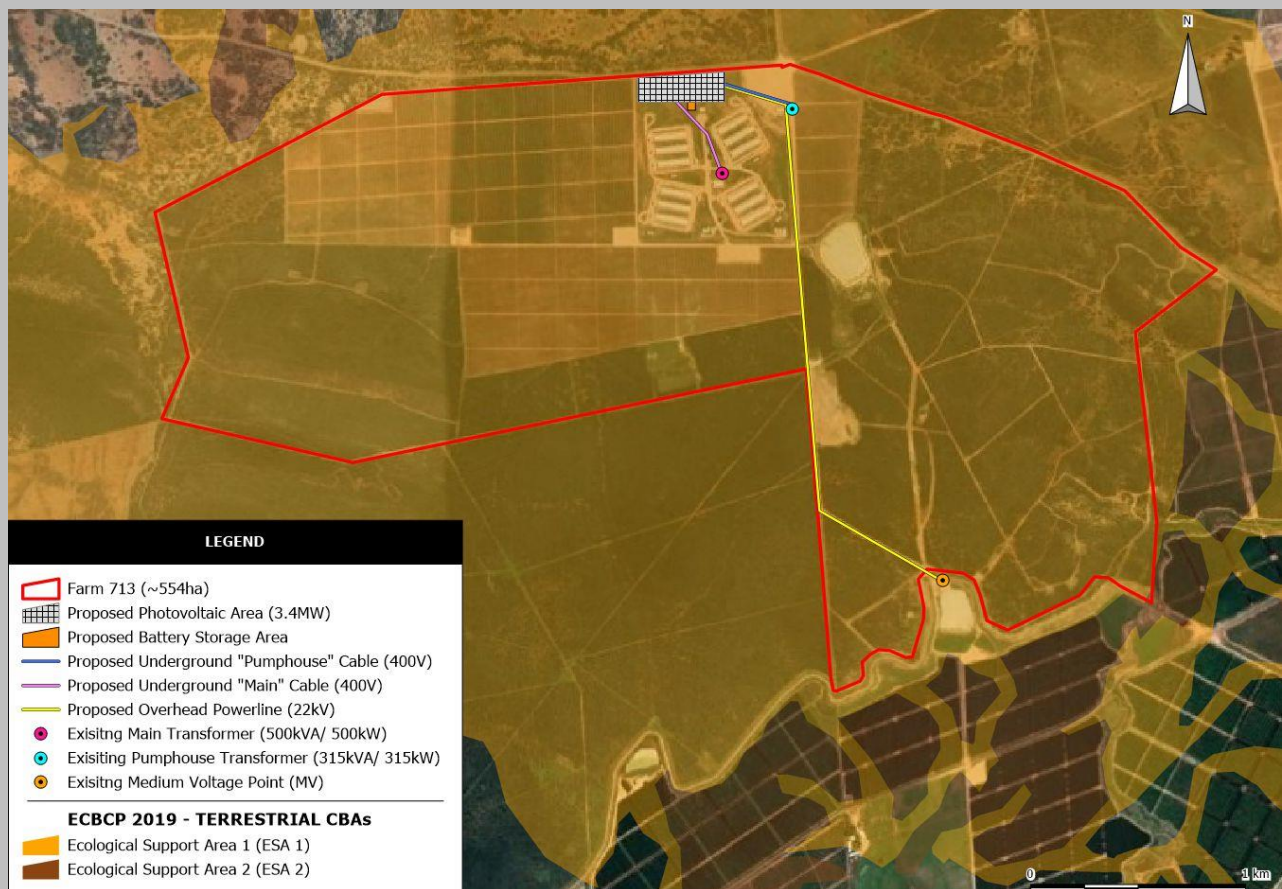 N
LEGEND
Farm 713 (~554ha)
Proposed Photovoltaic Area (3.4MW)
Proposed Battery Storage Area
Proposed Underground "Pumphouse" Cable (400V)
Proposed Underground "Main" Cable (400V)
Proposed Overhead Powerline (22kV)
Exisitng Main Transformer (500kVA/ 500kW)
Exisiting Pumphouse Transformer (315kVA/ 315kW)
Exisitng Medium Voltage Point (MV)
ECBCP 2019 - TERRESTRIAL CBAs
Ecological Support Area 1 (ESA 1)
Ecological Support Area 2 (ESA 2)
0 1 km